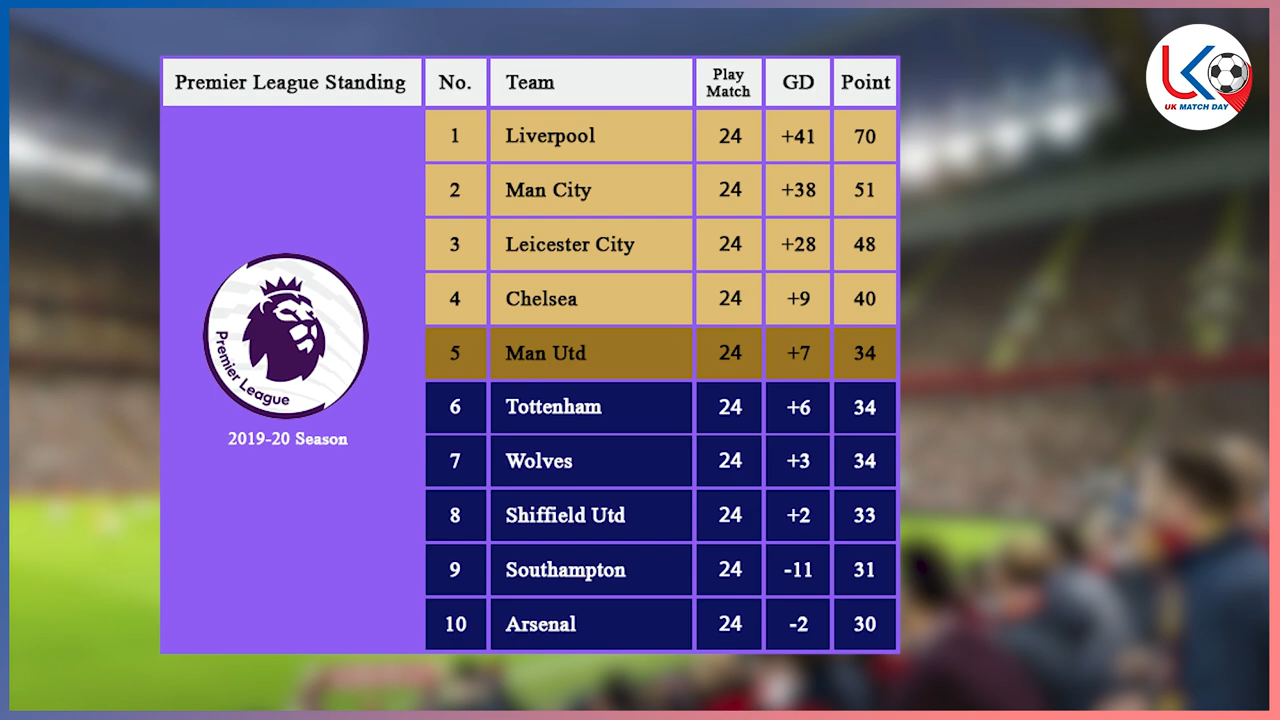 Premier League Standing No. Team Play Match GD Point
1 Liverpool 24 +41 70
2 Man City 24 +38 51
3 Leicester City 24 +28 48
4 Chelsea 24 +9 40
5 Man Utd 24 +7 34
6 Tottenham 24 +6 34
7 Wolves 24 +3 34
8 Shiffield Utd 24 +2 33
9 Southampton 24 -11 31
10 Arsenal 24 -2 30
Premier League
2019-20 Season
UK
UK MATCH DAY